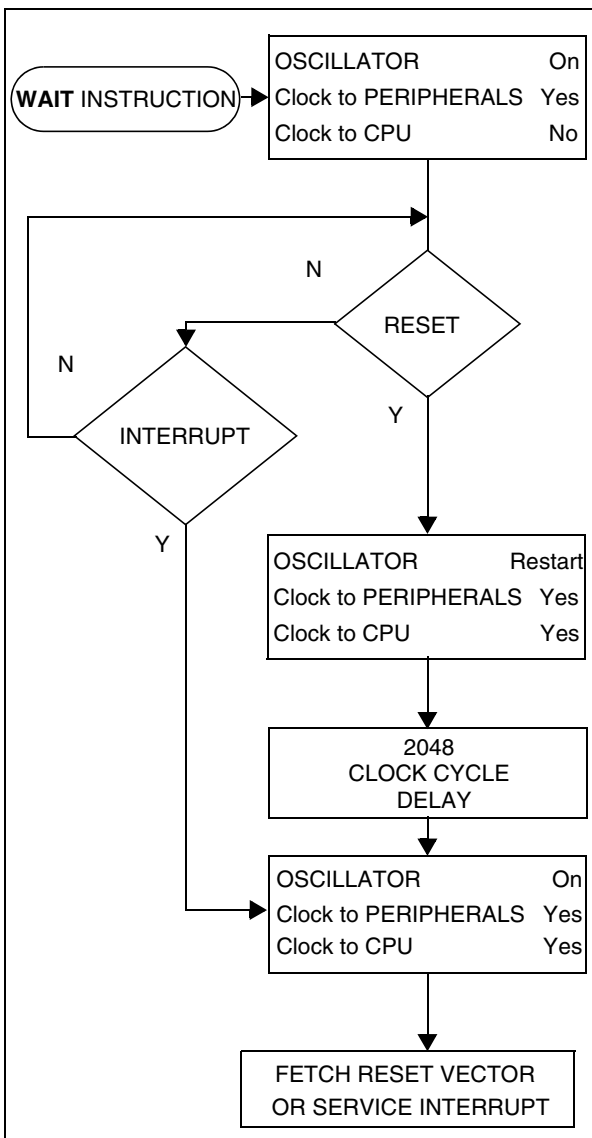 WAIT INSTRUCTION
OSCILLATOR On
Clock to PERIPHERALS Yes
Clock to CPU No
N
RESET
N
INTERRUPT
Y
Y
OSCILLATOR Restart
Clock to PERIPHERALS Yes
Clock to CPU Yes
2048
CLOCK CYCLE
DELAY
OSCILLATOR On
Clock to PERIPHERALS Yes
Clock to CPU Yes
FETCH RESET VECTOR
OR SERVICE INTERRUPT